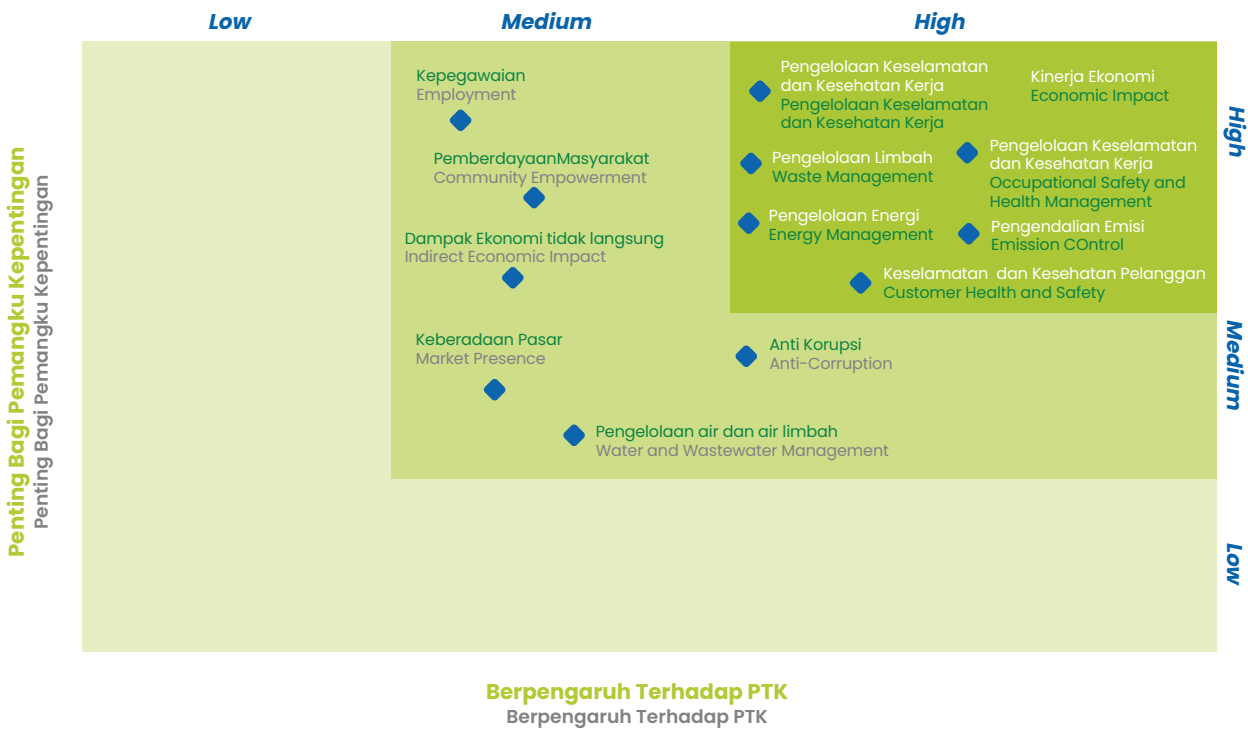 Low
Medium
High
Kepegawaian
Employment
PemberdayaanMasyarakat
Community Empowerment
Dampak Ekonomi tidak langsung
Indirect Economic Impact
Keberadaan Pasar
Market Presence
Pengelolaan air dan air limbah
Water and Wastewater Management
Anti Korupsi
Anti-Corruption
Pengelolaan Keselamatan
dan Kesehatan Kerja
Pengelolaan Keselamatan
dan Kesehatan Kerja
Kinerja Ekonomi
Economic Impact
Pengelolaan Limbah
Waste Management
Pengelolaan Keselamatan
dan Kesehatan Kerja
Occupational Safety and
Health Management
Pengelolaan Energi
Energy Management
Pengendalian Emisi
Emission COntrol
Keselamatan dan Kesehatan Pelanggan
Customer Health and Safety
High
Medium
Low
Penting Bagi Pemangku Kepentingan
Penting Bagi Pemangku Kepentingan
Berpengaruh Terhadap PTK
Berpengaruh Terhadap PTK